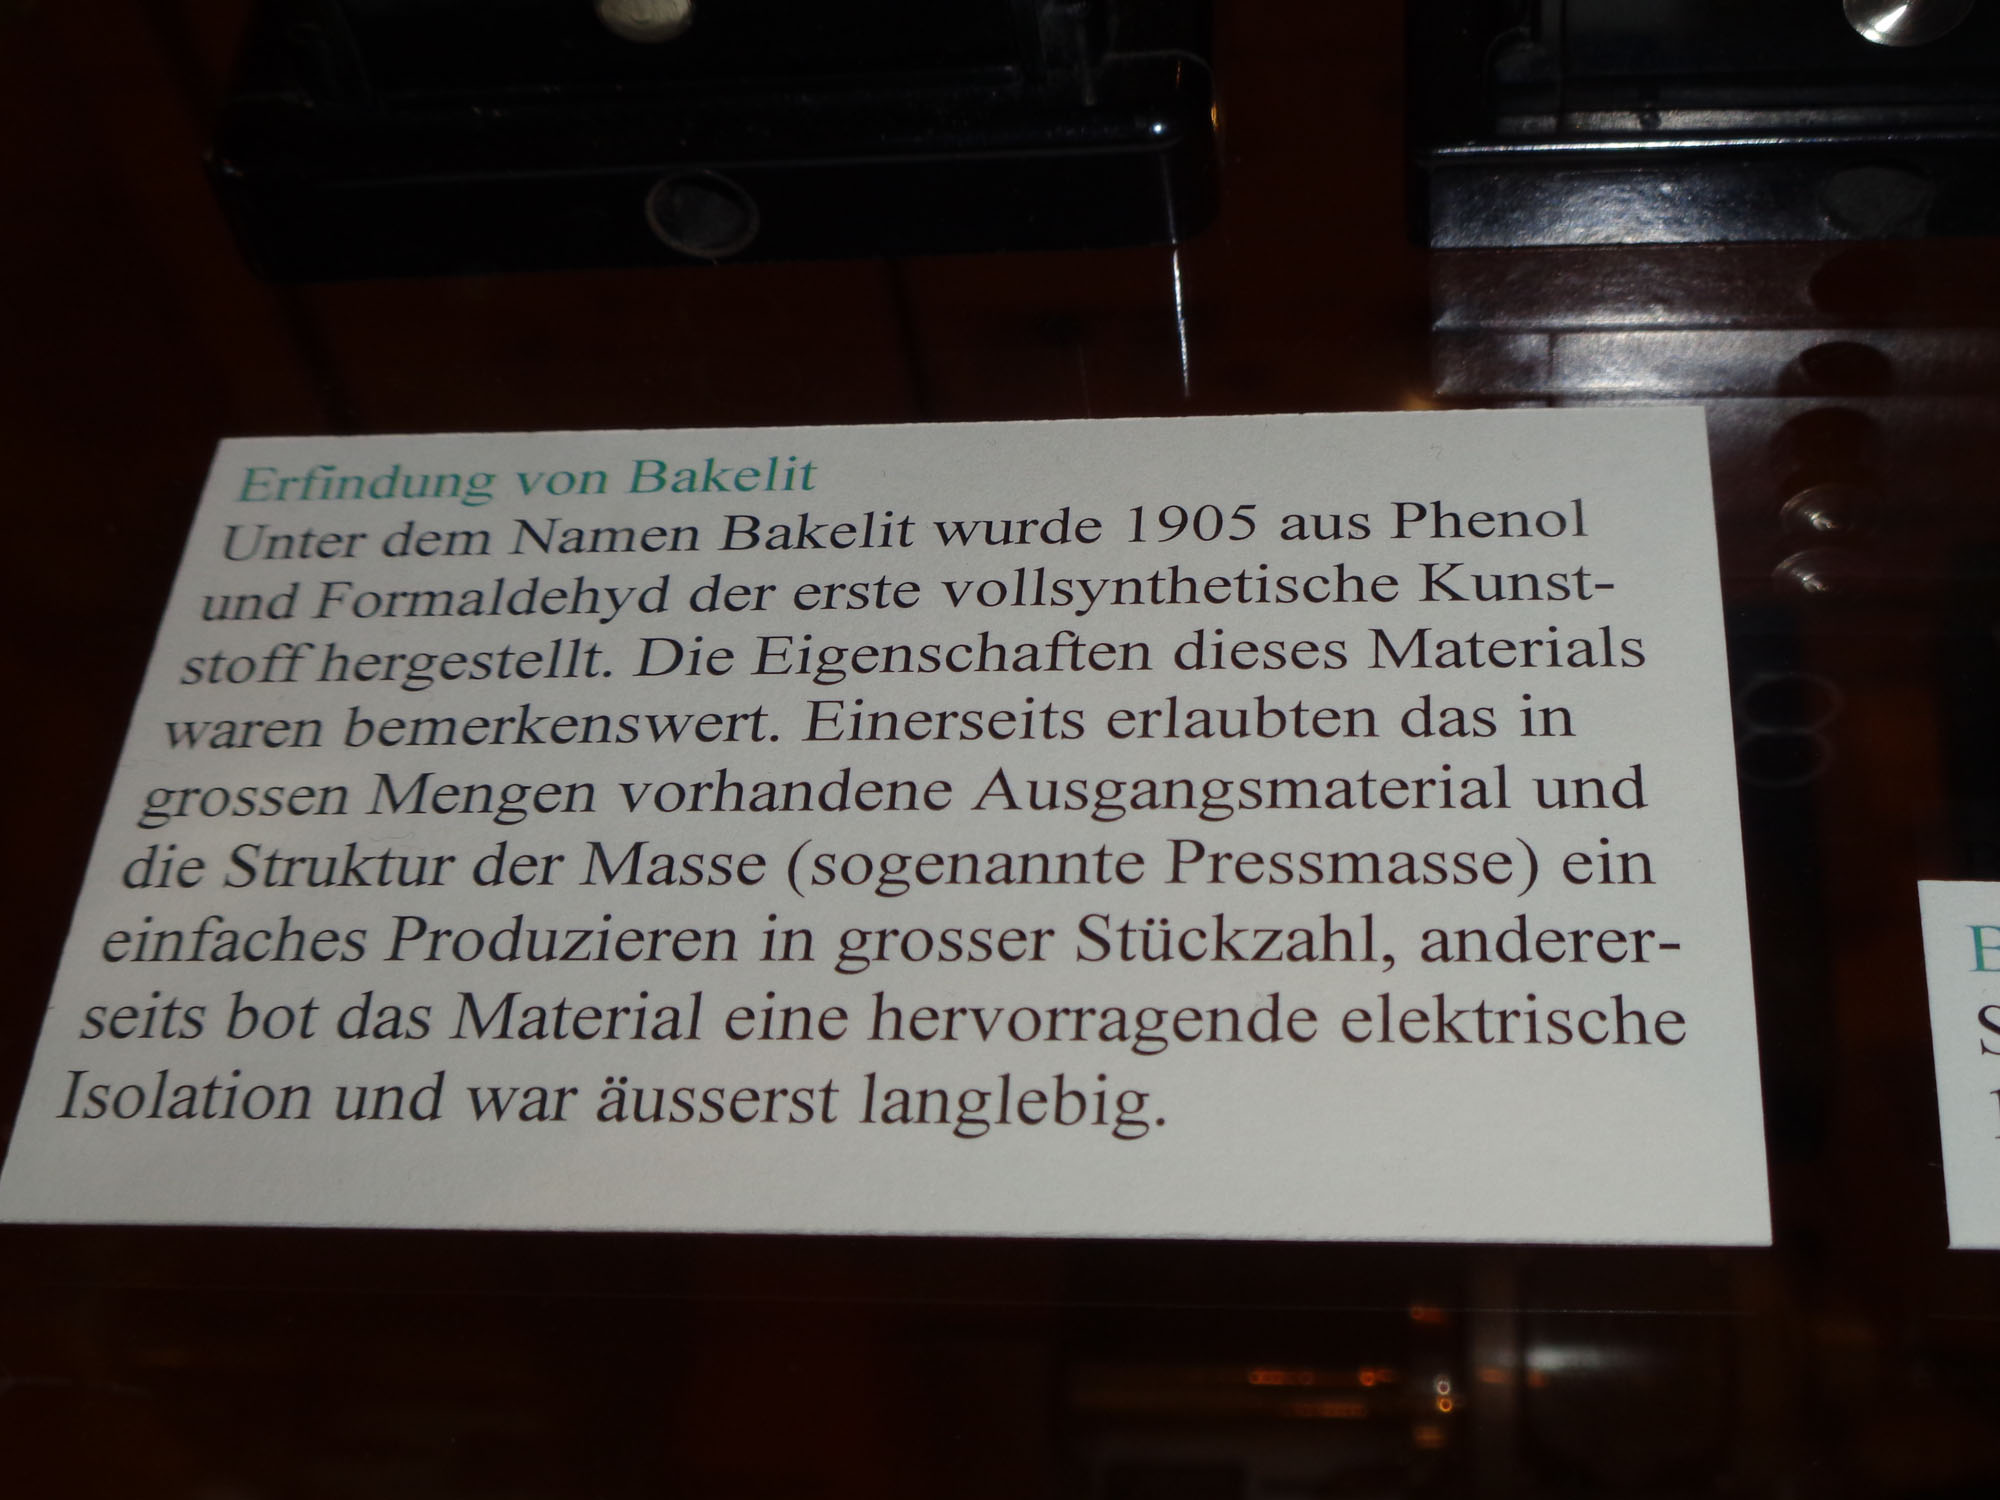 Erfindung von Bakelit
Unter dem Namen Bakelit wurde 1905 aus Phenol
und Formaldehyd der erste vollsynthetische Kunst-
stoff hergestellt. Die Eigenschaften dieses Materials
waren bemerkenswert. Einerseits erlaubten das in
grossen Mengen vorhandene Ausgangsmaterial und
die Struktur der Masse (sogenannte Pressmasse) ein
einfaches Produzieren in grosser Stückzahl, anderer-
seits bot das Material eine hervorragende elektrische
Isolation und war äusserst langlebig.